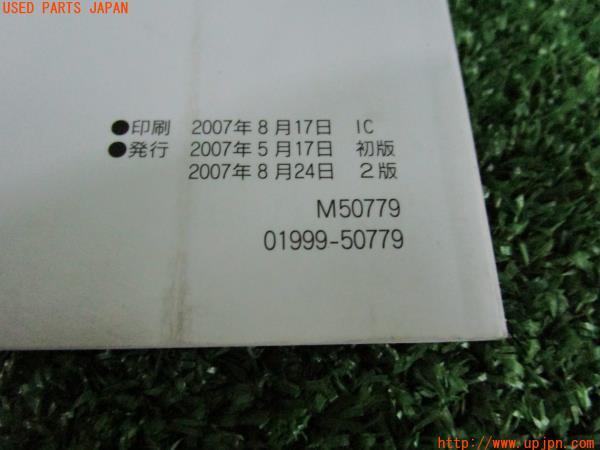 USED PARTS JAPAN
●印刷 2007年8月17日 IC
●発行 2007年5月17日 初版
2007年8月24日 2版
M50779
01999-50779
http://www.upjpn.com/